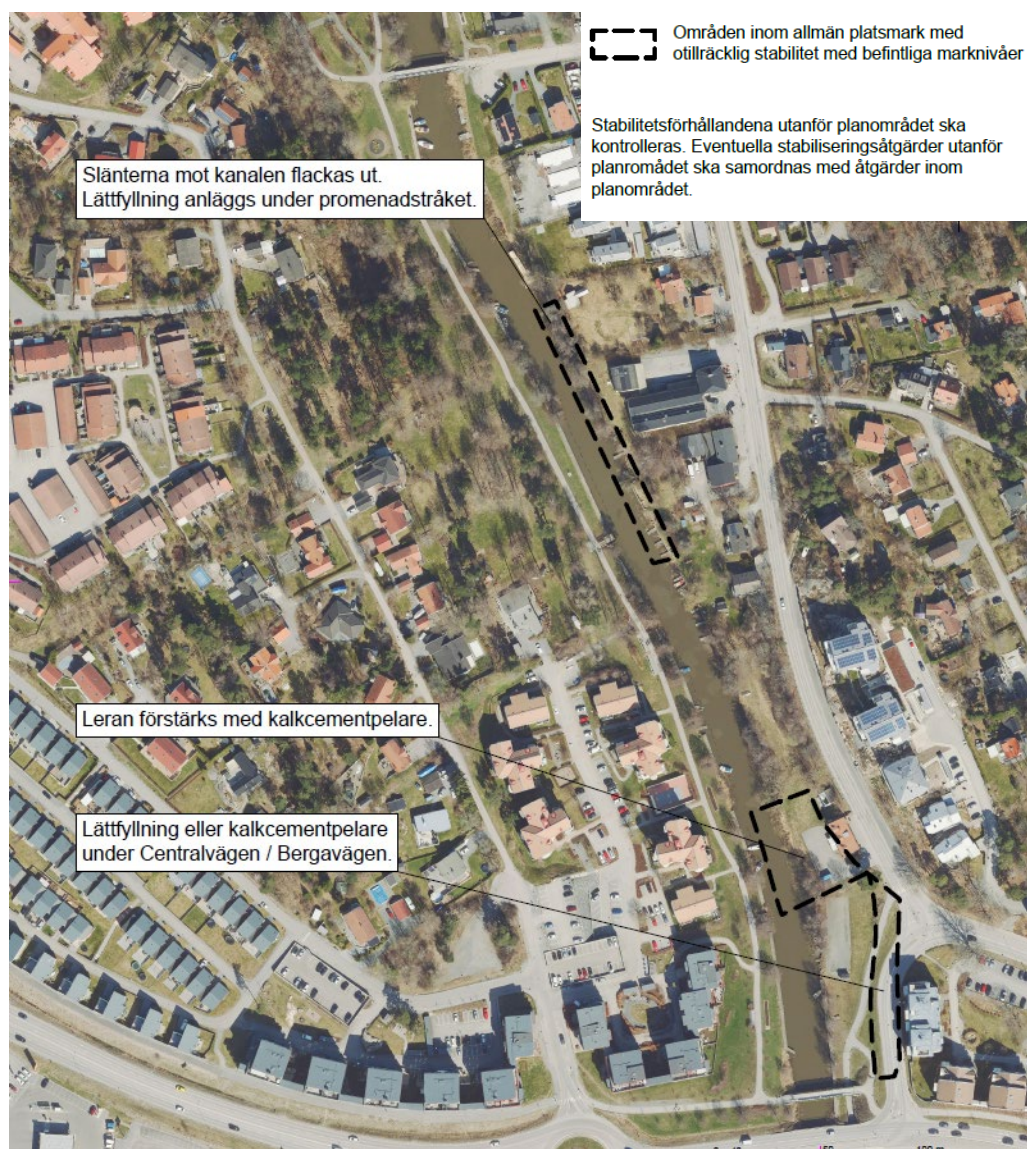 Områden inom allmän platsmark med
otillräcklig stabilitet med befintliga marknivåer
Stabilitetsförhållandena utanför planområdet ska
kontrolleras. Eventuella stabiliseringsåtgärder utanför
planromådet ska samordnas med åtgärder inom
planområdet.
Slänterna mot kanalen flackas ut.
Lättfyllning anläggs under promenadstråket.
Leran förstärks med kalkcementpelare.
Lättfyllning eller kalkcementpelare
under Centralvägen / Bergavägen.